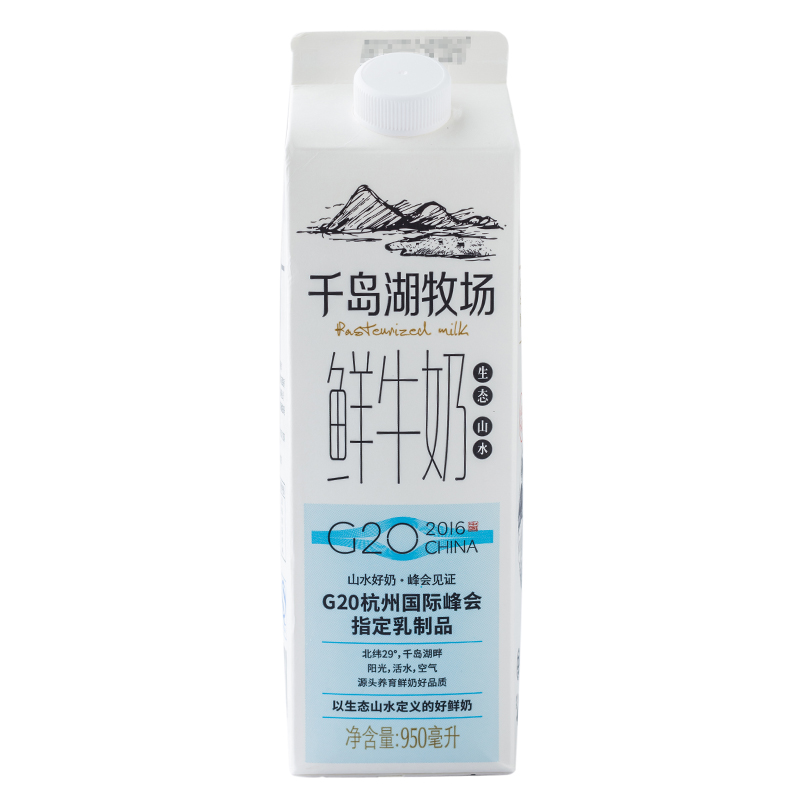 千岛湖牧场
Pasteurized milk
鲜牛奶
生态
山水
G20 2016
CHINA
山水好奶·峰会见证
G20杭州国际峰会
指定乳制品
北纬29°,千岛湖畔
阳光,活水,空气
源头养育鲜奶好品质
以生态山水定义的好鲜奶
净含量:950毫升